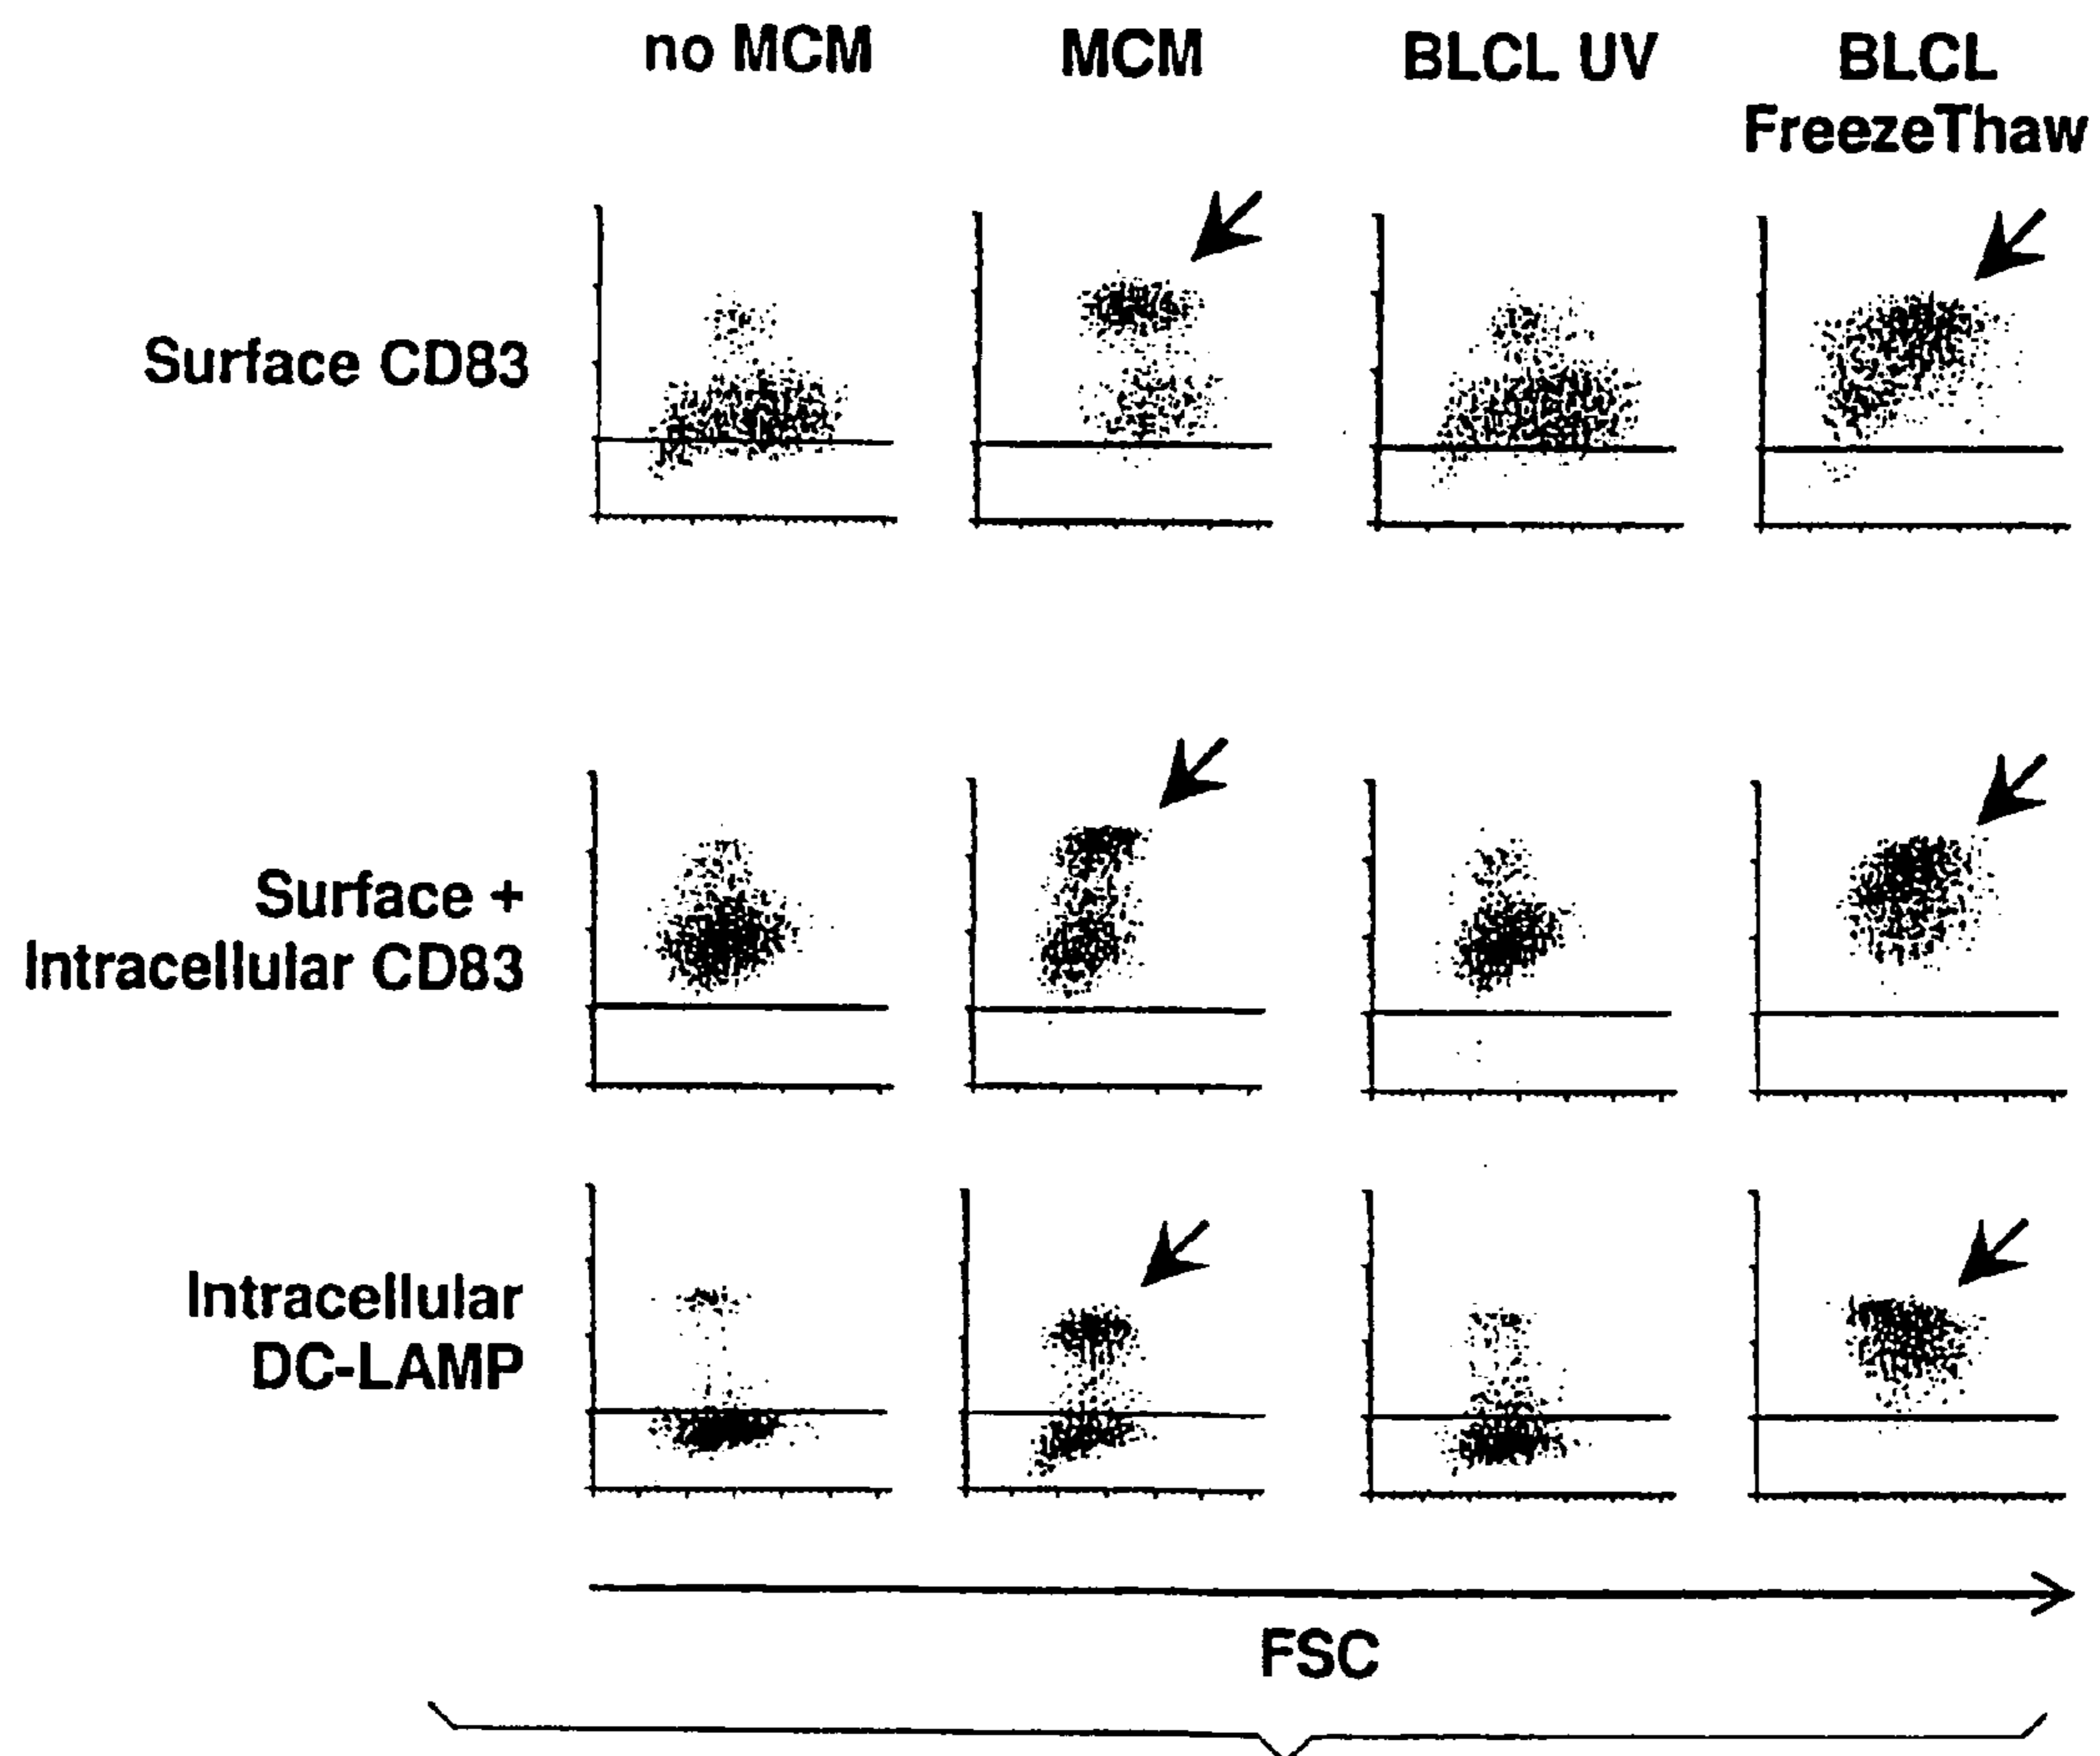 no MCM
MCM
BLCL UV
BLCL
FreezeThaw
Surface CD83
Surface +
Intracellular CD83
Intracellular
DC-LAMP
FSC